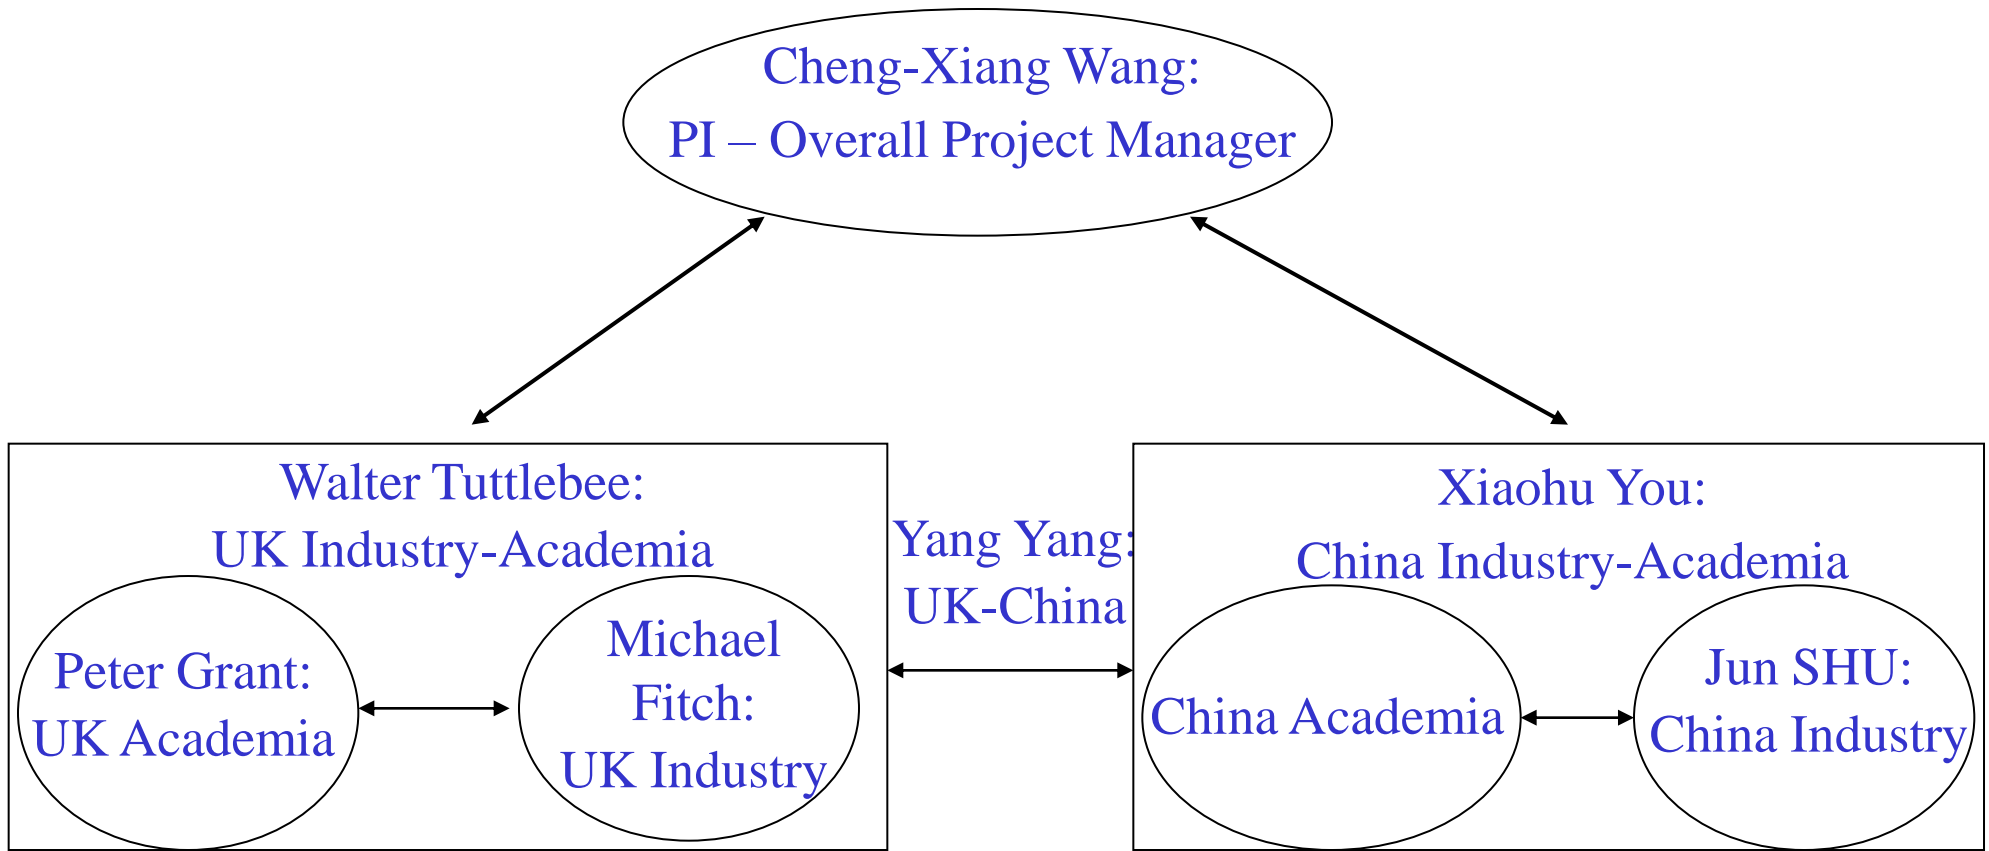 Cheng-Xiang Wang:
PI – Overall Project Manager
Walter Tuttlebee:
UK Industry-Academia
Peter Grant:
UK Academia
Michael
Fitch:
UK Industry
Yang Yang:
UK-China
Xiaohu You:
China Industry-Academia
China Academia
Jun SHU:
China Industry